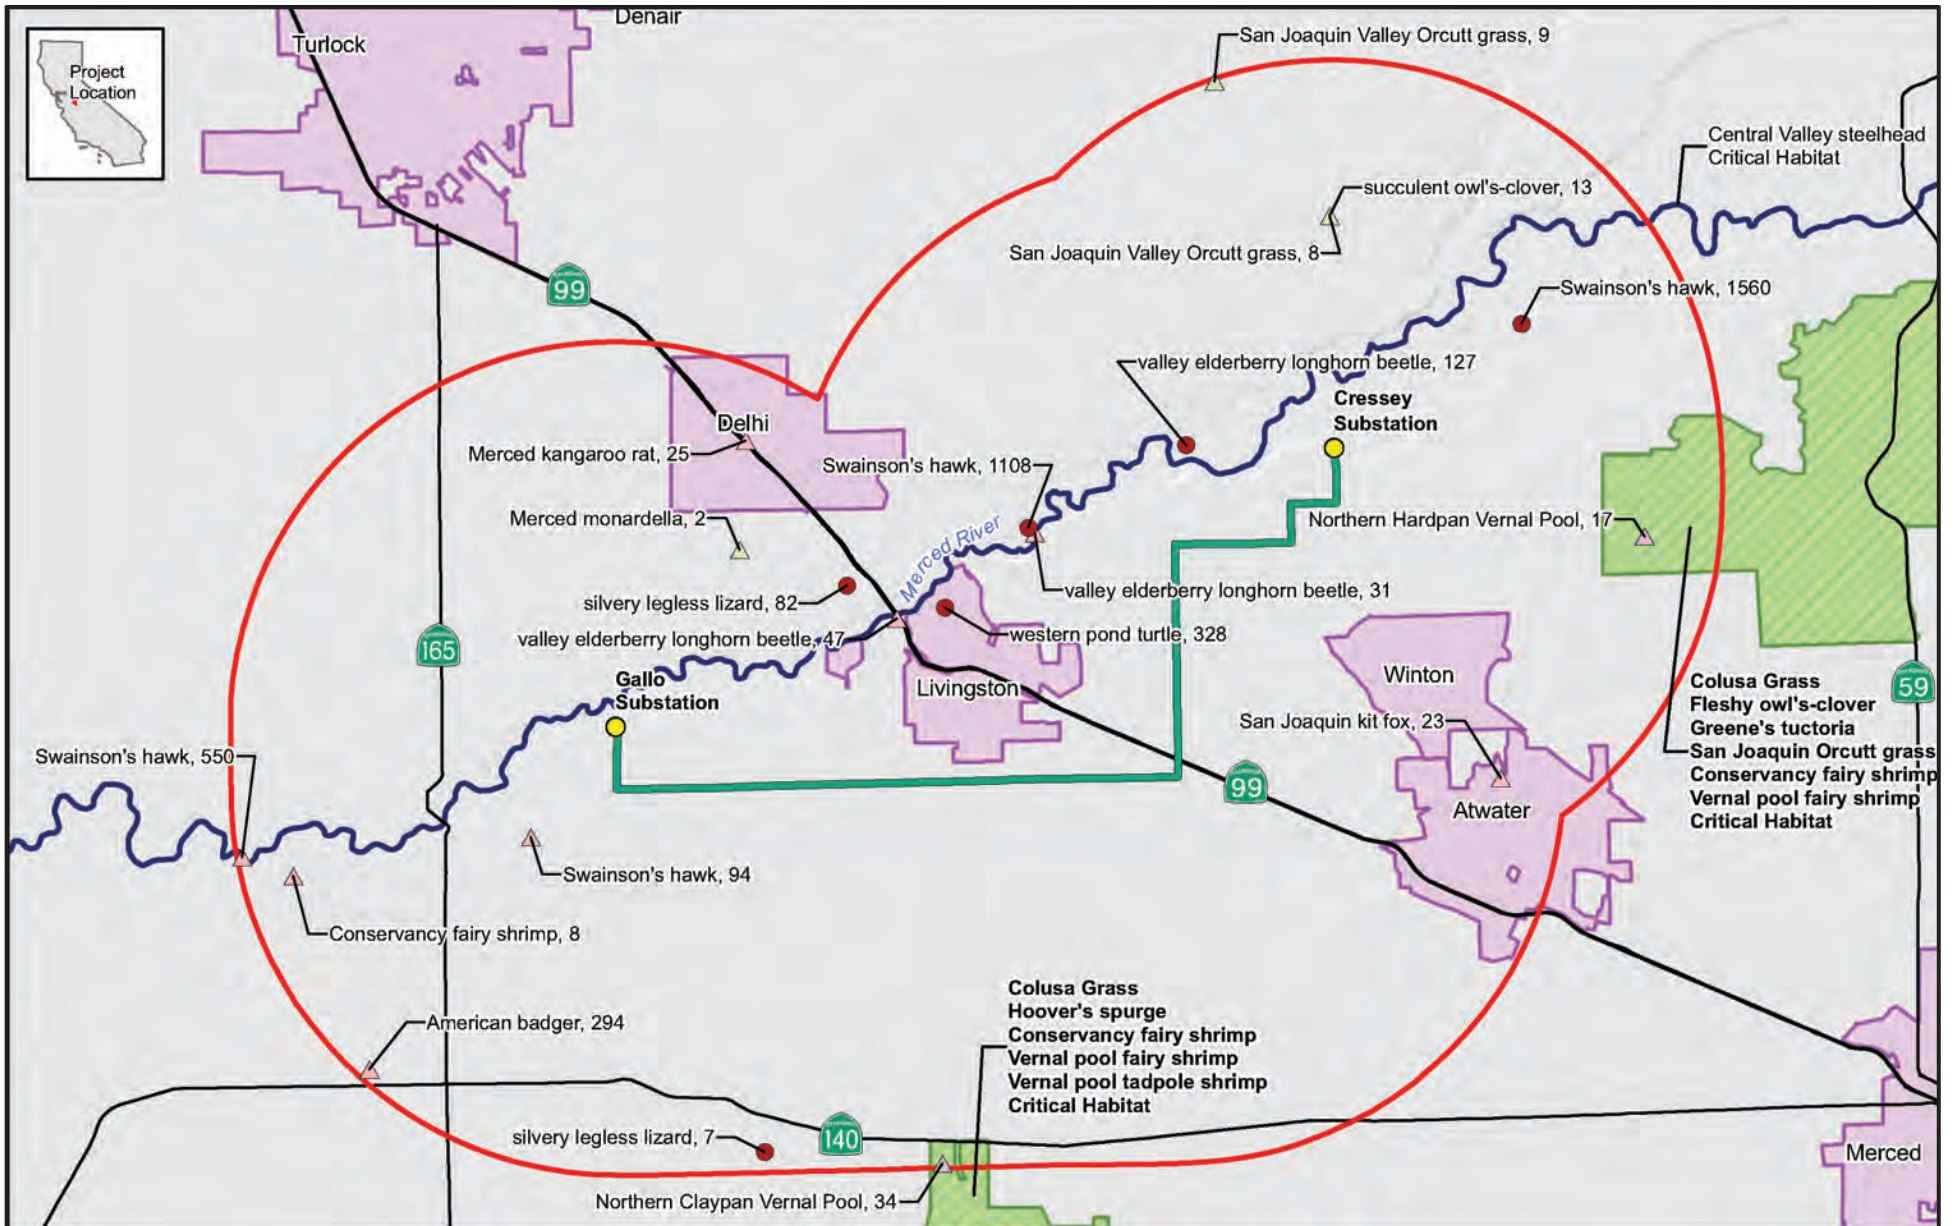 Denair
San Joaquin Valley Orcutt grass, 9
Turlock
Project
Location
Central Valley steelhead
Critical Habitat
succulent owl's-clover, 13
San Joaquin Valley Orcutt grass, 8
99
Swainson's hawk, 1560
valley elderberry longhorn beetle, 127
Cressey
Substation
Delhi
Merced kangaroo rat, 25
Swainson's hawk, 1108
Merced monardella, 2
Northern Hardpan Vernal Pool, 17
Merced River
silvery legless lizard, 82
valley elderberry longhorn beetle, 31
valley elderberry longhorn beetle, 47
western pond turtle, 328
165
Gallo
Substation
Livingston
Winton
59
Colusa Grass
Fleshy owl's-clover
Greene's tuctoria
San Joaquin Orcutt grass
Conservancy fairy shrimp
Vernal pool fairy shrimp
Critical Habitat
San Joaquin kit fox, 23
Swainson's hawk, 550
99
Atwater
Swainson's hawk, 94
Conservancy fairy shrimp, 8
Colusa Grass
Hoover's spurge
Conservancy fairy shrimp
Vernal pool fairy shrimp
Vernal pool tadpole shrimp
Critical Habitat
American badger, 294
silvery legless lizard, 7
140
Merced
Northern Claypan Vernal Pool, 34